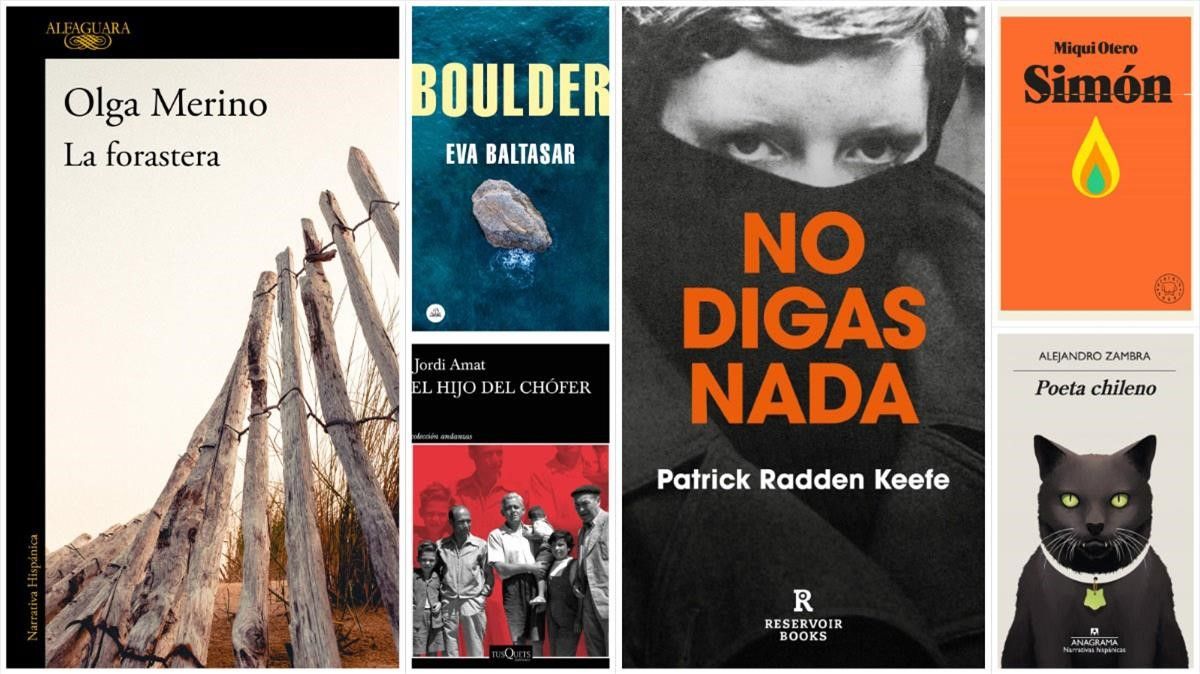 ALFAGUARA
Olga Merino
La forastera
Narrativa Hispánica
BOULDER
EVA BALTASAR
Jordi Amat
EL HIJO DEL CHÓFER
colección andanzas
TUSQUETS
NO
DIGAS
NADA
Patrick Radden Keefe
R
RESERVOIR
BOOKS
Miqui Otero
Simón
ALEJANDRO ZAMBRA
Poeta chileno
A
ANAGRAMA
Narrativas hispánicas